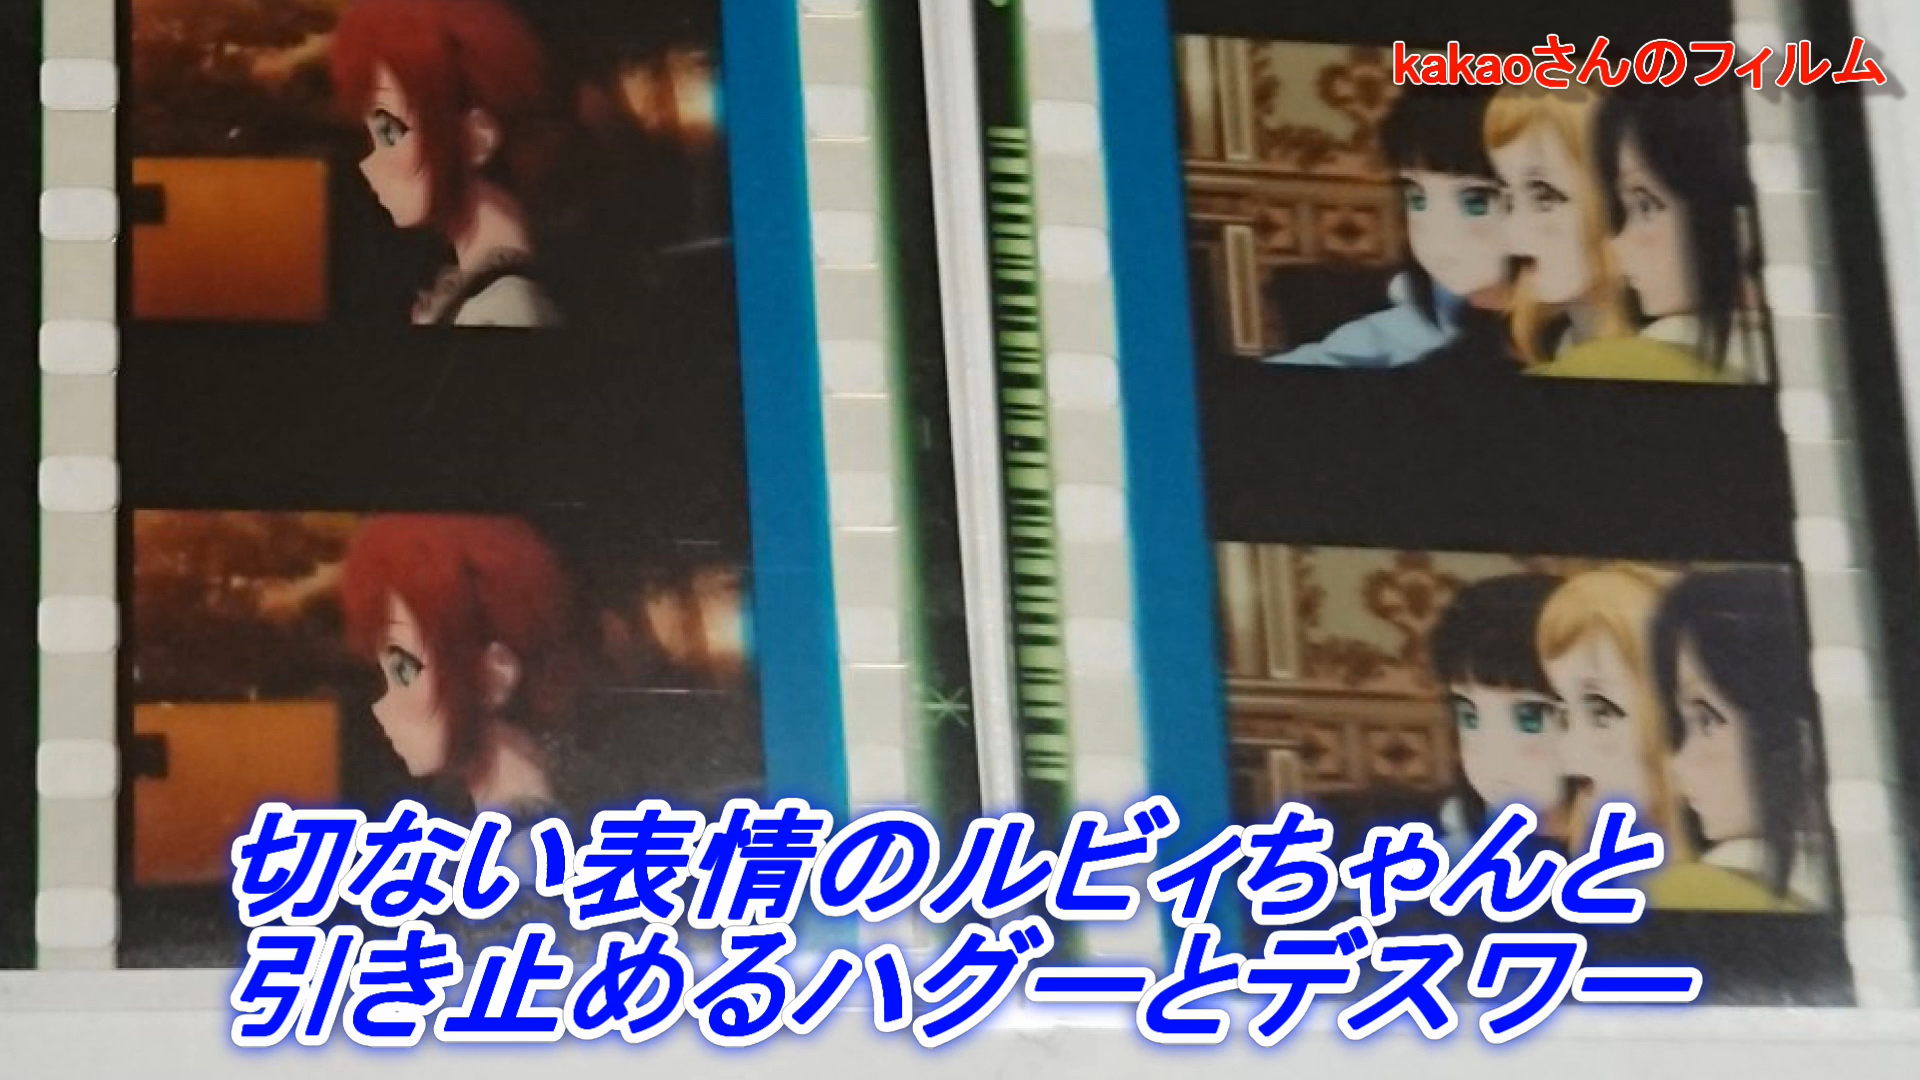 kakaoさんのフィルム
切ない表情のルビィちゃんと
引き止めるハグーとデスワー